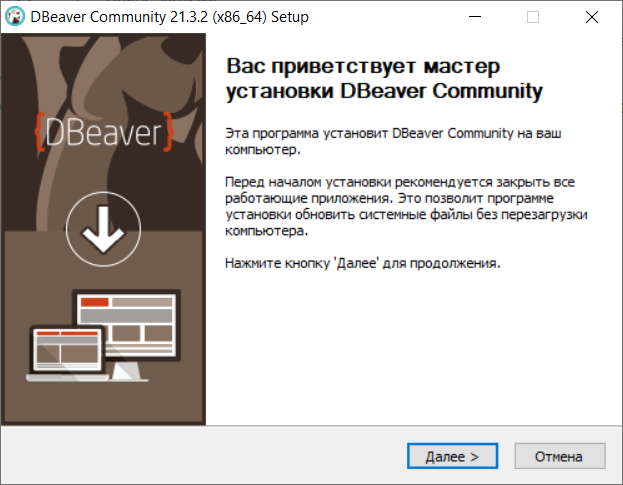 DBeaver Community 21.3.2 (x86_64) Setup
{DBeaver}
Вас приветствует мастер
установки DBeaver Community
Эта программа установит DBeaver Community на ваш
компьютер.
Перед началом установки рекомендуется закрыть все
работающие приложения. Это позволит программе
установки обновить системные файлы без перезагрузки
компьютера.
Нажмите кнопку 'Далее' для продолжения.
Далее >
Отмена